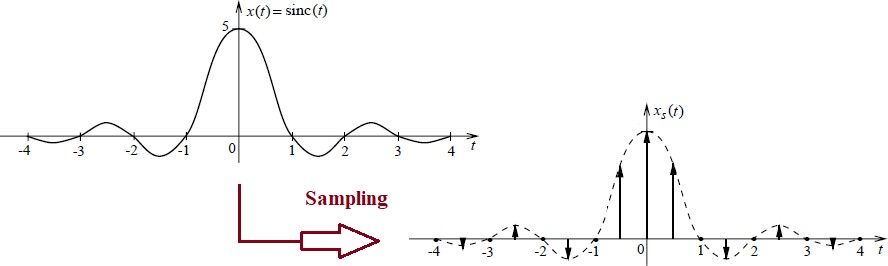 x(t) = sinc(t)
5
-4 -3 -2 -1 0 1 2 3 4 t
Sampling
xₛ(t)
-4 -3 -2 -1 0 1 2 3 4 t